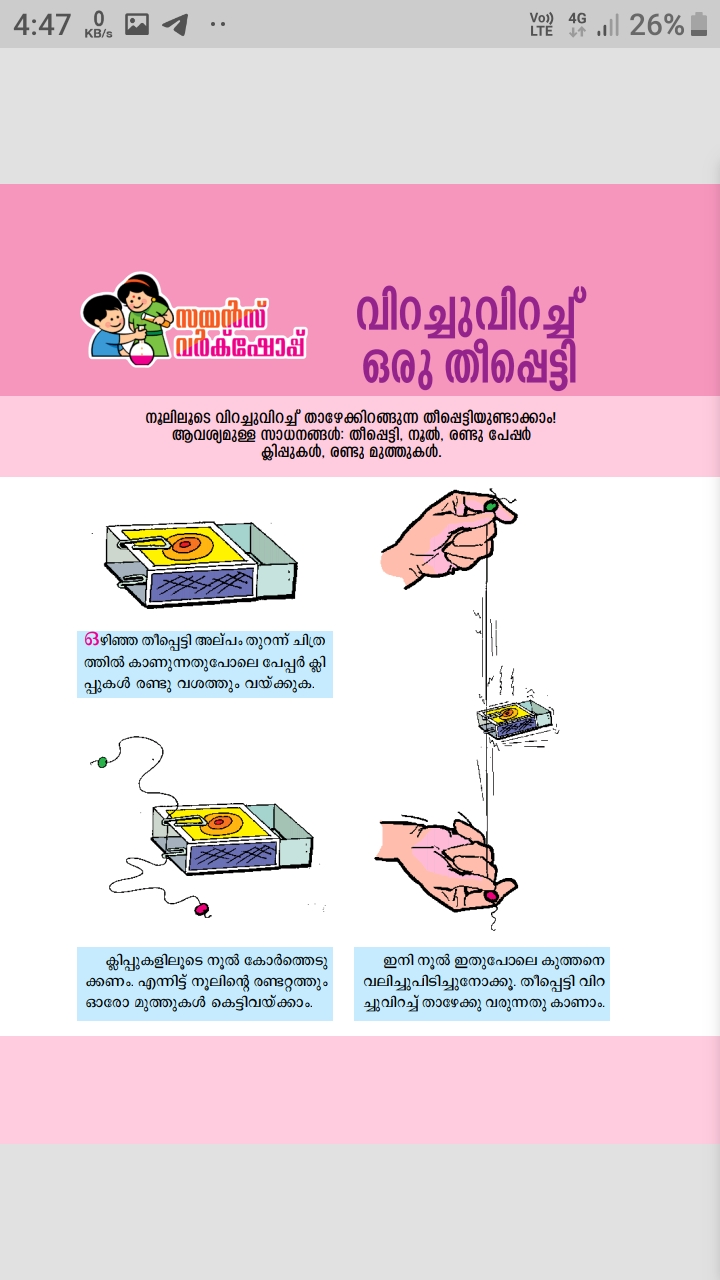 4:47 0 KB/s Vo)) LTE 4G 26%
സയൻസ്
വർക്ഷോപ്പ്
വിറച്ചുവിറച്ച്
ഒരു തീപ്പെട്ടി
നൂലിലൂടെ വിറച്ചുവിറച്ച് താഴേക്കിറങ്ങുന്ന തീപ്പെട്ടിയുണ്ടാക്കാം!
ആവശ്യമുള്ള സാധനങ്ങൾ: തീപ്പെട്ടി, നൂൽ, രണ്ടു പേപ്പർ
ക്ലിപ്പുകൾ, രണ്ടു മുത്തുകൾ.
ഒഴിഞ്ഞ തീപ്പെട്ടി അല്പം തുറന്ന് ചിത്ര
ത്തിൽ കാണുന്നതുപോലെ പേപ്പർ ക്ലി
പ്പുകൾ രണ്ടു വശത്തും വയ്ക്കുക.
ക്ലിപ്പുകളിലൂടെ നൂൽ കോർത്തെടു
ക്കണം. എന്നിട്ട് നൂലിന്റെ രണ്ടറ്റത്തും
ഓരോ മുത്തുകൾ കെട്ടിവയ്ക്കാം.
ഇനി നൂൽ ഇതുപോലെ കുത്തനെ
വലിച്ചുപിടിച്ചുനോക്കൂ. തീപ്പെട്ടി വിറ
ച്ചുവിറച്ച് താഴേക്കു വരുന്നതു കാണാം.